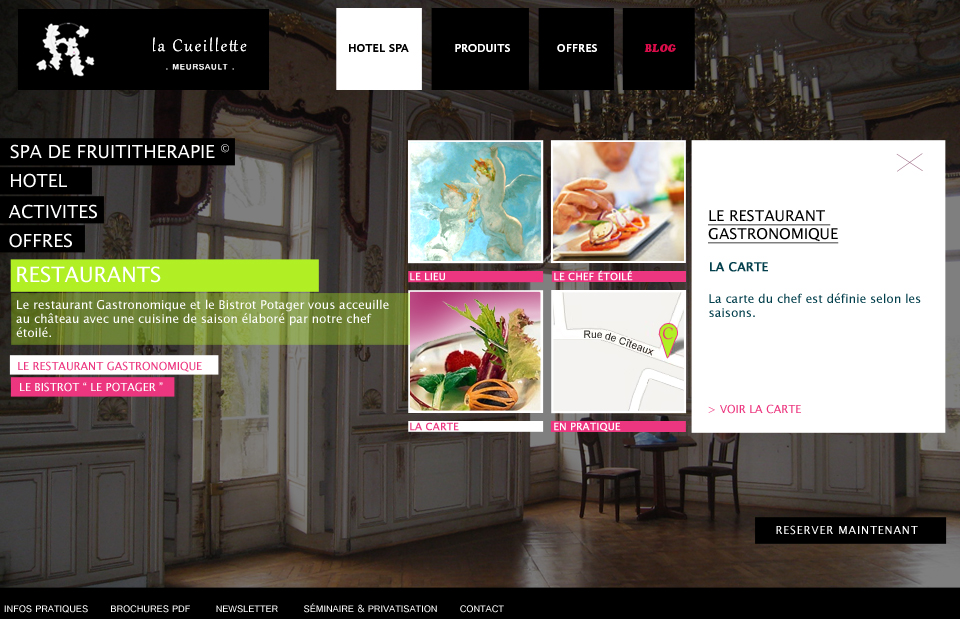 la Cueillette
. MEURSAULT .
HOTEL SPA
PRODUITS
OFFRES
BLOG
SPA DE FRUITITHERAPIE ©
HOTEL
ACTIVITES
OFFRES
RESTAURANTS
Le restaurant Gastronomique et le Bistrot Potager vous acceuille
au château avec une cuisine de saison élaboré par notre chef
étoilé.
LE RESTAURANT GASTRONOMIQUE
LE BISTROT “ LE POTAGER ”
LE LIEU
LE CHEF ÉTOILÉ
Rue de Cîteaux
C
LA CARTE
EN PRATIQUE
LE RESTAURANT
GASTRONOMIQUE
LA CARTE
La carte du chef est définie selon les
saisons.
> VOIR LA CARTE
RESERVER MAINTENANT
INFOS PRATIQUES
BROCHURES PDF
NEWSLETTER
SÉMINAIRE & PRIVATISATION
CONTACT